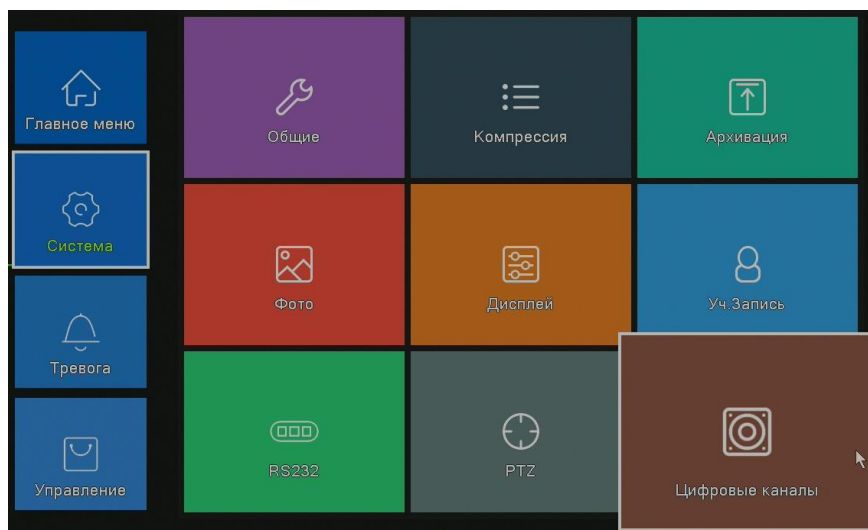 Главное меню
Общие
Компрессия
Архивация
Система
Фото
Дисплей
Уч.Запись
Тревога
RS232
PTZ
Управление
Цифровые каналы